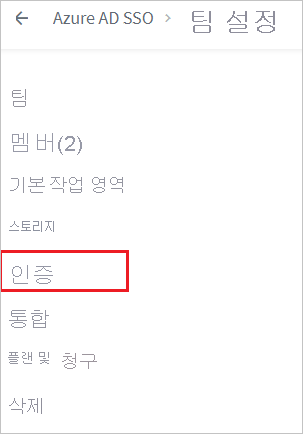 ← Azure AD SSO > 팀 설정
팀
멤버(2)
기본 작업 영역
스토리지
인증
통합
플랜 및 청구
삭제